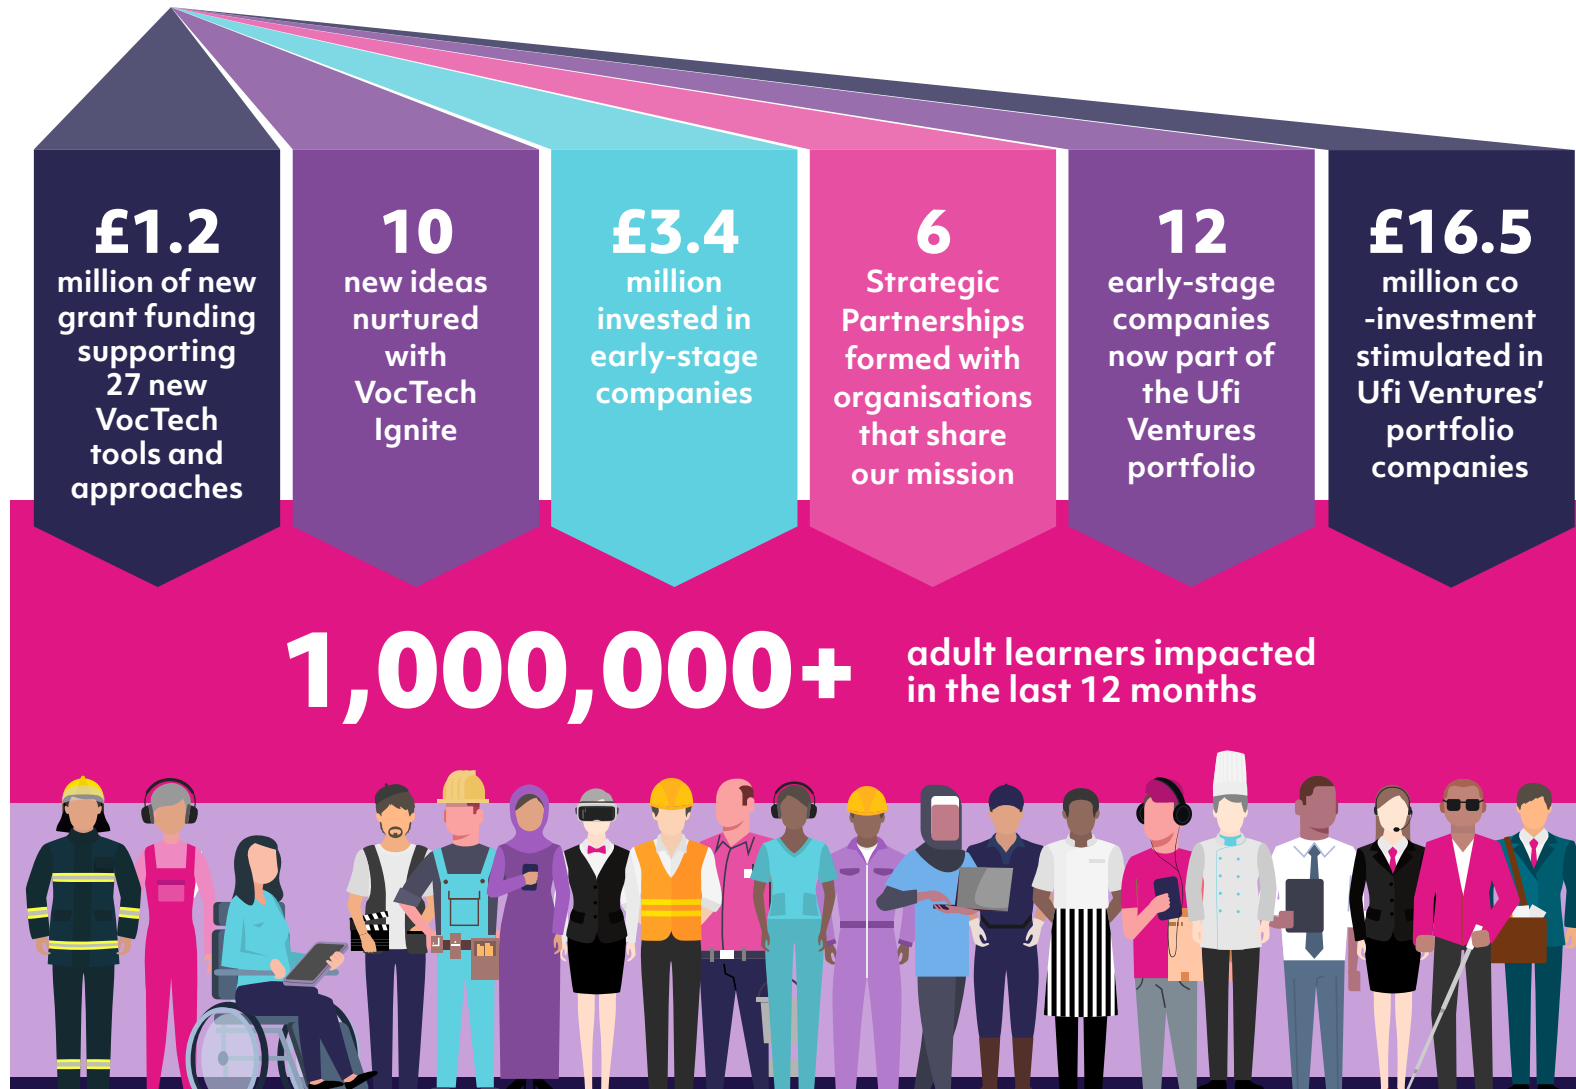 £1.2
million of new
grant funding
supporting
27 new
VocTech
tools and
approaches
10
new ideas
nurtured
with
VocTech
Ignite
£3.4
million
invested in
early-stage
companies
6
Strategic
Partnerships
formed with
organisations
that share
our mission
12
early-stage
companies
now part of
the Ufi
Ventures
portfolio
£16.5
million co
-investment
stimulated in
Ufi Ventures’
portfolio
companies
1,000,000+
adult learners impacted
in the last 12 months